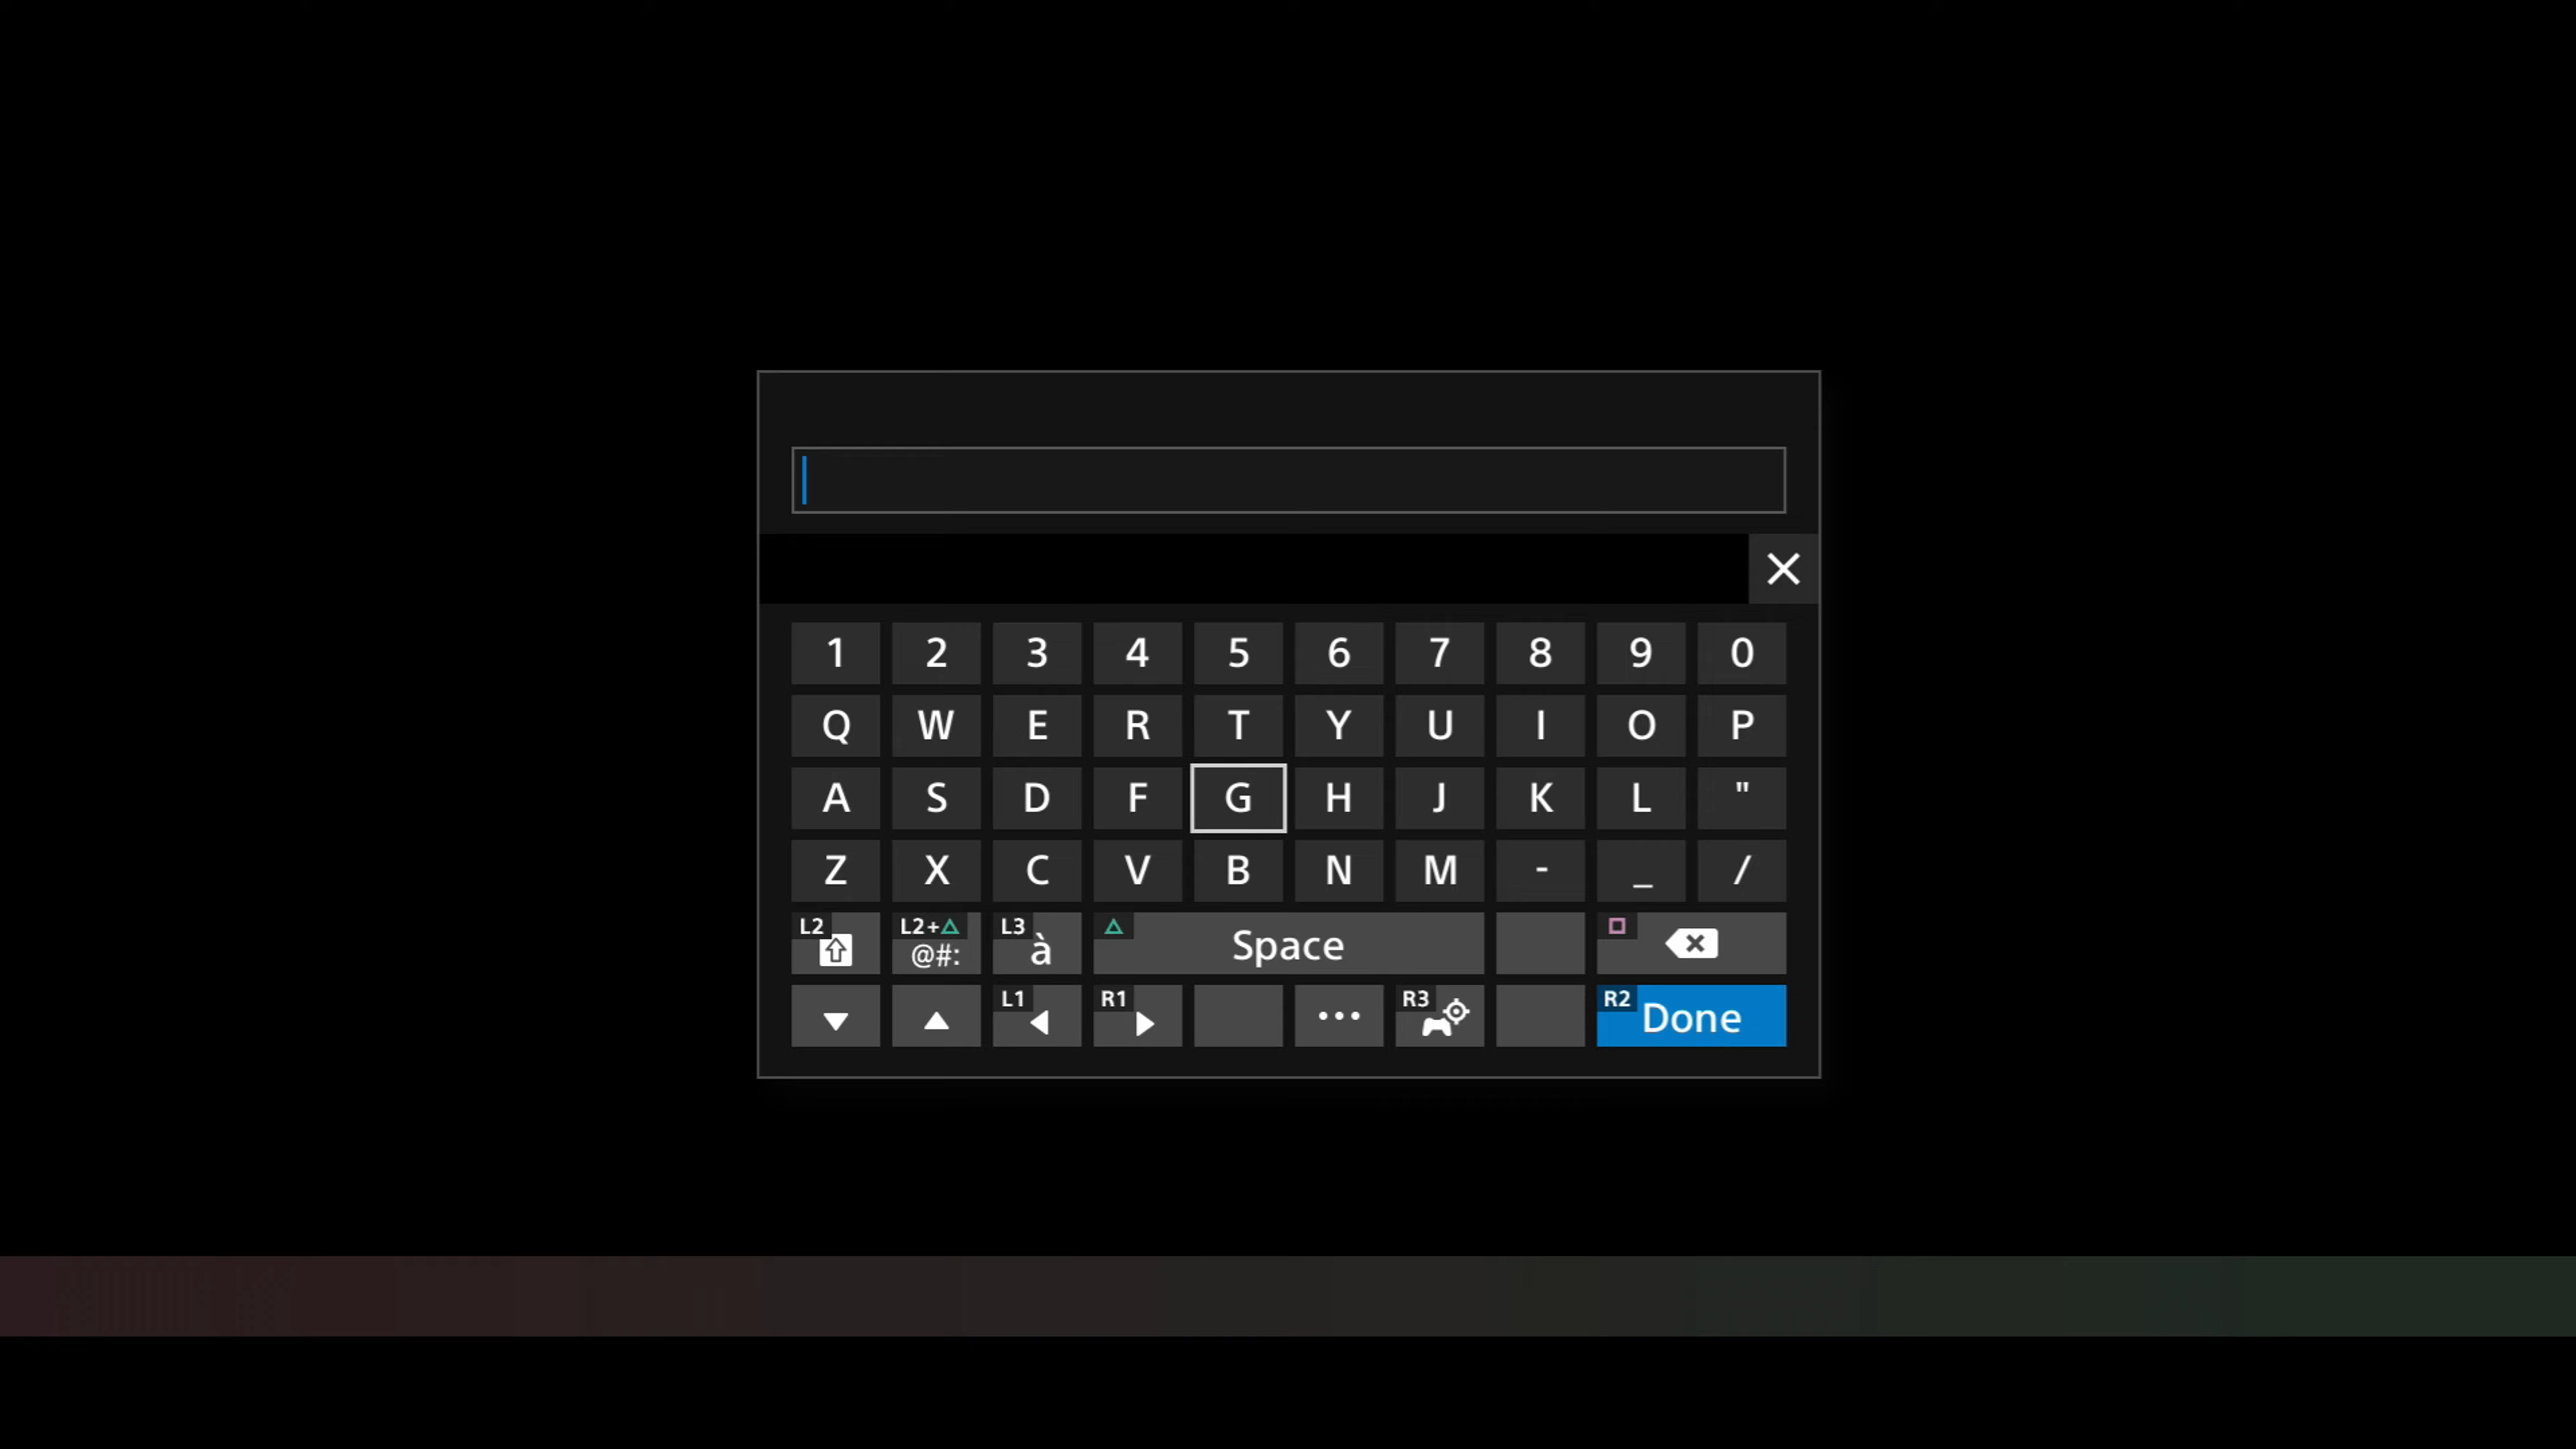 1 2 3 4 5 6 7 8 9 0
Q W E R T Y U I O P
A S D F G H J K L "
Z X C V B N M - _ /
L2 L2+△ @#: L3 à △ Space □
L1 R1 ... R3 R2 Done